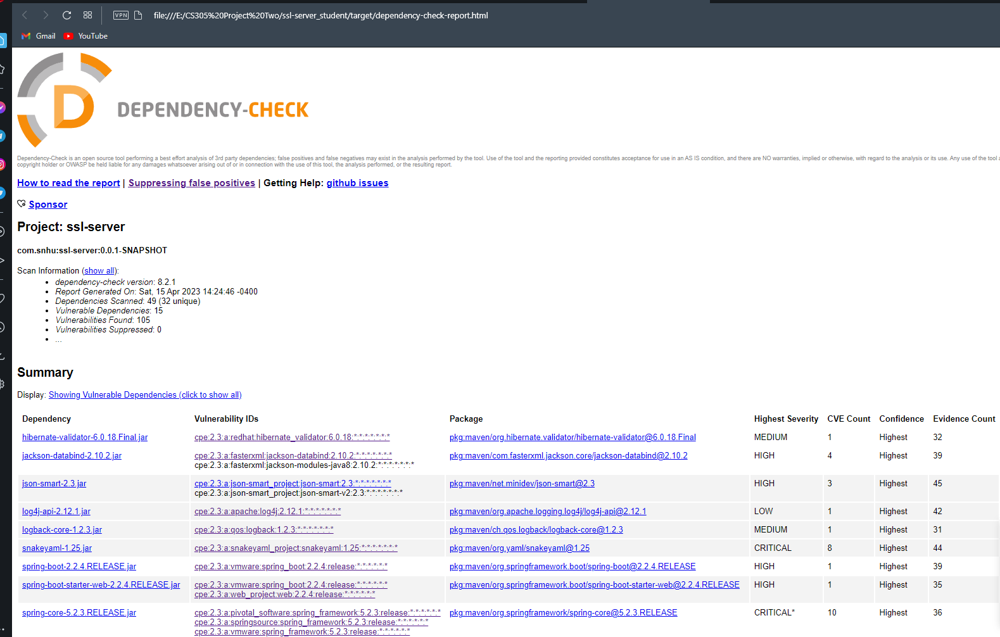 VPN file:///E:/CS305%20Project%20Two/ssl-server_student/target/dependency-check-report.html
Gmail YouTube
D
DEPENDENCY-CHECK
Dependency-Check is an open source tool performing a best effort analysis of 3rd party dependencies; false positives and false negatives may exist in the analysis performed by the tool. Use of the tool and the reporting provided constitutes acceptance for use in an AS IS condition, and there are NO warranties, implied or otherwise, with regard to the analysis or its use. Any use of the tool a
copyright holder or OWASP be held liable for any damages whatsoever arising out of or in connection with the use of this tool, the analysis performed, or the resulting report.
How to read the report | Suppressing false positives | Getting Help: github issues
Sponsor
Project: ssl-server
com.snhu:ssl-server:0.0.1-SNAPSHOT
Scan Information (show all):
• dependency-check version: 8.2.1
• Report Generated On: Sat, 15 Apr 2023 14:24:46 -0400
• Dependencies Scanned: 49 (32 unique)
• Vulnerable Dependencies: 15
• Vulnerabilities Found: 105
• Vulnerabilities Suppressed: 0
• ...
Summary
Display: Showing Vulnerable Dependencies (click to show all)
Dependency Vulnerability IDs Package Highest Severity CVE Count Confidence Evidence Count
hibernate-validator-6.0.18.Final.jar cpe:2.3:a:redhat:hibernate_validator:6.0.18:*:*:*:*:*:*:* pkg:maven/org.hibernate.validator/hibernate-validator@6.0.18.Final MEDIUM 1 Highest 32
jackson-databind-2.10.2.jar cpe:2.3:a:fasterxml:jackson-databind:2.10.2:*:*:*:*:*:*:* pkg:maven/com.fasterxml.jackson.core/jackson-databind@2.10.2 HIGH 4 Highest 39
cpe:2.3:a:fasterxml:jackson-modules-java8:2.10.2:*:*:*:*:*:*:*
json-smart-2.3.jar cpe:2.3:a:json-smart_project:json-smart:2.3:*:*:*:*:*:*:* pkg:maven/net.minidev/json-smart@2.3 HIGH 3 Highest 45
cpe:2.3:a:json-smart_project:json-smart-v2:2.3:*:*:*:*:*:*:*
log4j-api-2.12.1.jar cpe:2.3:a:apache:log4j:2.12.1:*:*:*:*:*:*:* pkg:maven/org.apache.logging.log4j/log4j-api@2.12.1 LOW 1 Highest 42
logback-core-1.2.3.jar cpe:2.3:a:qos:logback:1.2.3:*:*:*:*:*:*:* pkg:maven/ch.qos.logback/logback-core@1.2.3 MEDIUM 1 Highest 31
snakeyaml-1.25.jar cpe:2.3:a:snakeyaml_project:snakeyaml:1.25:*:*:*:*:*:*:* pkg:maven/org.yaml/snakeyaml@1.25 CRITICAL 8 Highest 44
spring-boot-2.2.4.RELEASE.jar cpe:2.3:a:vmware:spring_boot:2.2.4:release:*:*:*:*:*:* pkg:maven/org.springframework.boot/spring-boot@2.2.4.RELEASE HIGH 1 Highest 39
spring-boot-starter-web-2.2.4.RELEASE.jar cpe:2.3:a:vmware:spring_boot:2.2.4:release:*:*:*:*:*:* pkg:maven/org.springframework.boot/spring-boot-starter-web@2.2.4.RELEASE HIGH 1 Highest 35
cpe:2.3:a:web_project:web:2.2.4:release:*:*:*:*:*:*
spring-core-5.2.3.RELEASE.jar cpe:2.3:a:pivotal_software:spring_framework:5.2.3:release:*:*:*:*:*:* pkg:maven/org.springframework/spring-core@5.2.3.RELEASE CRITICAL* 10 Highest 36
cpe:2.3:a:springsource:spring_framework:5.2.3:release:*:*:*:*:*:*
cpe:2.3:a:vmware:spring_framework:5.2.3:release:*:*:*:*:*:*